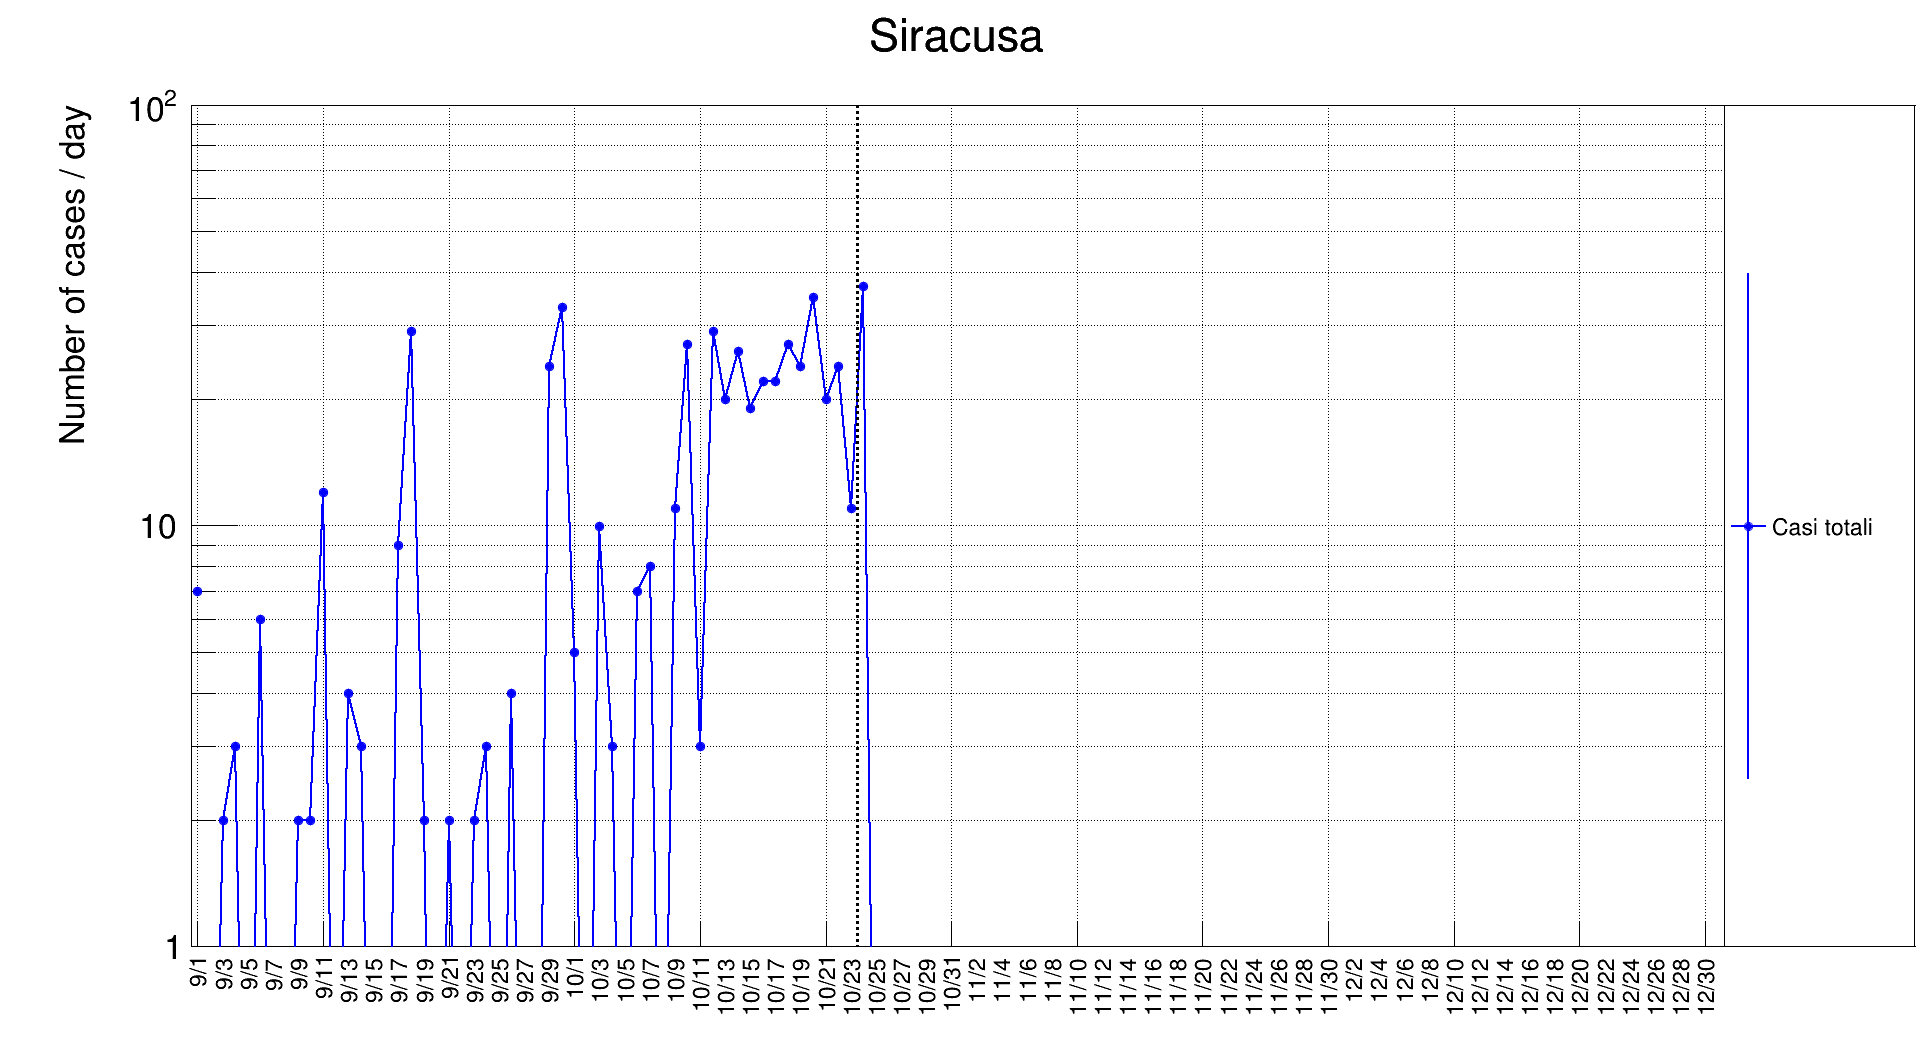 Siracusa
Number of cases / day
10²
10
1
9/1 9/3 9/5 9/7 9/9 9/11 9/13 9/15 9/17 9/19 9/21 9/23 9/25 9/27 9/29 10/1 10/3 10/5 10/7 10/9 10/11 10/13 10/15 10/17 10/19 10/21 10/23 10/25 10/27 10/29 10/31 11/2 11/4 11/6 11/8 11/10 11/12 11/14 11/16 11/18 11/20 11/22 11/24 11/26 11/28 11/30 12/2 12/4 12/6 12/8 12/10 12/12 12/14 12/16 12/18 12/20 12/22 12/24 12/26 12/28 12/30
Casi totali